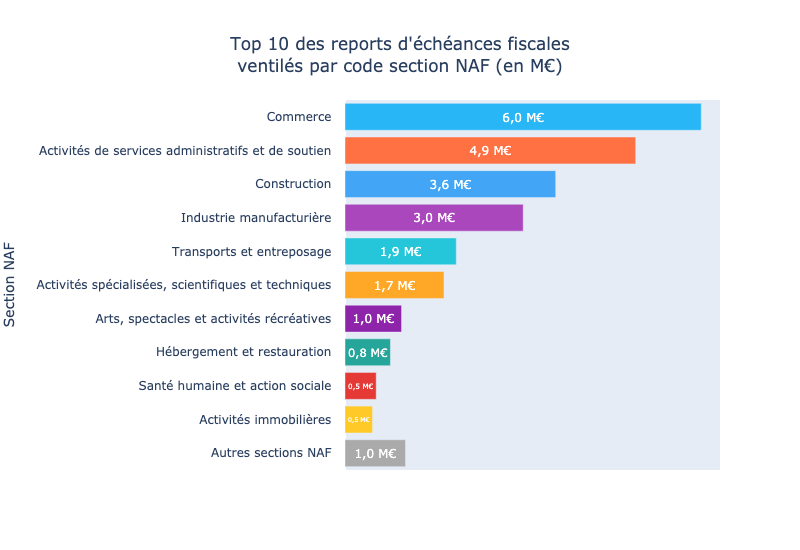 Top 10 des reports d'échéances fiscales
ventilés par code section NAF (en M€)
Section NAF
Commerce 6,0 M€
Activités de services administratifs et de soutien 4,9 M€
Construction 3,6 M€
Industrie manufacturière 3,0 M€
Transports et entreposage 1,9 M€
Activités spécialisées, scientifiques et techniques 1,7 M€
Arts, spectacles et activités récréatives 1,0 M€
Hébergement et restauration 0,8 M€
Santé humaine et action sociale 0,5 M€
Activités immobilières 0,5 M€
Autres sections NAF 1,0 M€